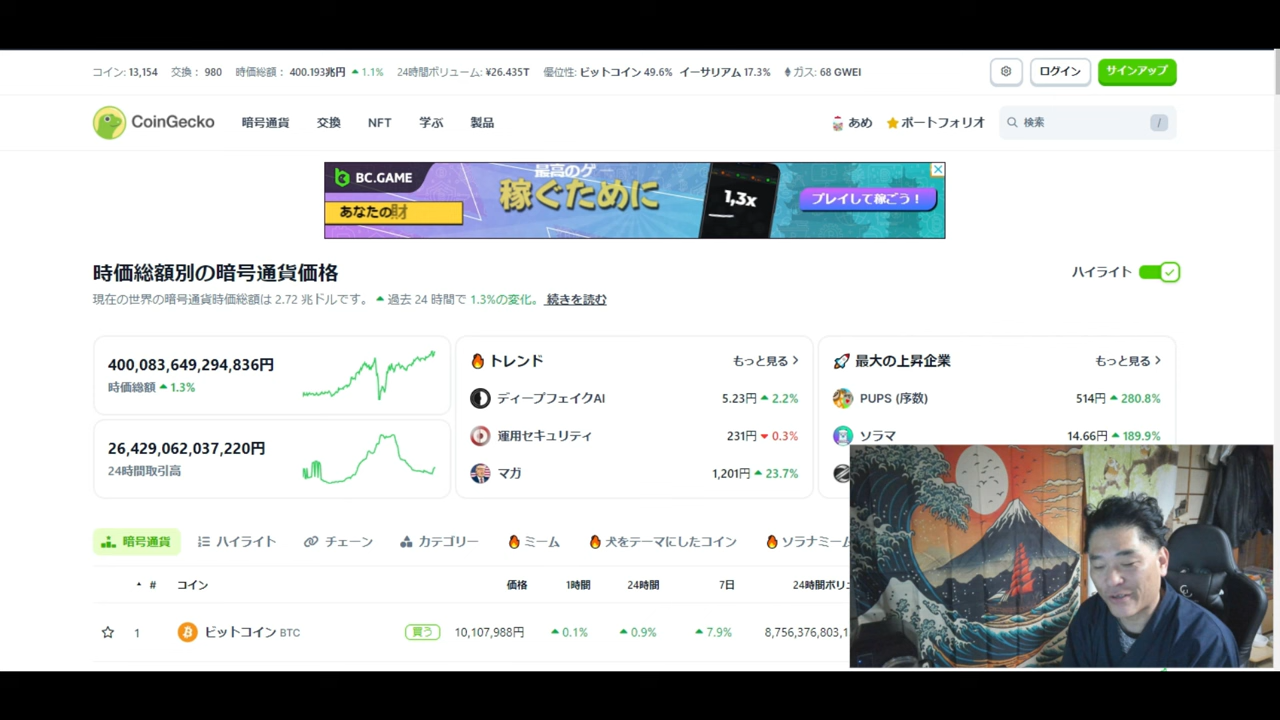 コイン: 13,154 交換： 980 時価総額： 400.193兆円 1.1% 24時間ボリューム: ¥26.435T 優位性: ビットコイン 49.6% イーサリアム 17.3% ガス: 68 GWEI
ログイン
サインアップ
CoinGecko
暗号通貨 交換 NFT 学ぶ 製品
あめ ポートフォリオ
検索 /
BC.GAME
最高のゲー
稼ぐために
あなたの財
1,3x
プレイして稼ごう！
時価総額別の暗号通貨価格
ハイライト
現在の世界の暗号通貨時価総額は 2.72 兆ドルです。 過去 24 時間で 1.3%の変化。 続きを読む
400,083,649,294,836円
時価総額 1.3%
26,429,062,037,220円
24時間取引高
トレンド もっと見る
ディープフェイクAI 5.23円 2.2%
運用セキュリティ 231円 0.3%
マガ 1,201円 23.7%
最大の上昇企業 もっと見る
PUPS (序数) 514円 280.8%
ソラマ 14.66円 189.9%
暗号通貨 ハイライト チェーン カテゴリー ミーム 犬をテーマにしたコイン ソラナミーム
# コイン 価格 1時間 24時間 7日 24時間ボリュ
1 ビットコイン BTC 買う 10,107,988円 0.1% 0.9% 7.9% 8,756,376,803,1